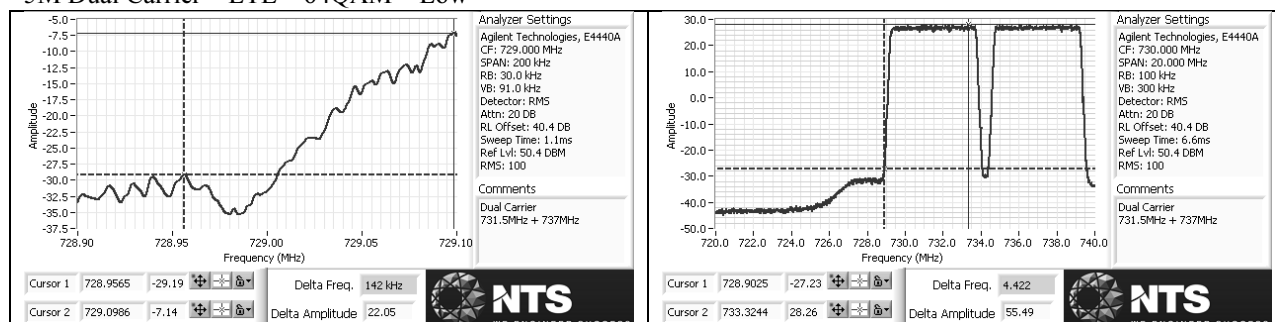 5M Dual Carrier – LTE – 64QAM – Low
-5.0
-7.5
-10.0
-12.5
-15.0
-17.5
-20.0
-22.5
-25.0
-27.5
-30.0
-32.5
-35.0
-37.5
Amplitude
728.90 728.95 729.00 729.05 729.10
Frequency (MHz)
Analyzer Settings
Agilent Technologies, E4440A
CF: 729.000 MHz
SPAN: 200 kHz
RB: 30.0 kHz
VB: 91.0 kHz
Detector: RMS
Attn: 20 DB
RL Offset: 40.4 DB
Sweep Time: 1.1ms
Ref Lvl: 50.4 DBM
RMS: 100
Comments
Dual Carrier
731.5MHz + 737MHz
Cursor 1 728.9565 -29.19
Cursor 2 729.0986 -7.14
Delta Freq. 142 kHz
Delta Amplitude 22.05
NTS
30.0
20.0
10.0
0.0
-10.0
-20.0
-30.0
-40.0
-50.0
Amplitude
720.0 722.0 724.0 726.0 728.0 730.0 732.0 734.0 736.0 738.0 740.0
Frequency (MHz)
Analyzer Settings
Agilent Technologies, E4440A
CF: 730.000 MHz
SPAN: 20.000 MHz
RB: 100 kHz
VB: 300 kHz
Detector: RMS
Attn: 20 DB
RL Offset: 40.4 DB
Sweep Time: 6.6ms
Ref Lvl: 50.4 DBM
RMS: 100
Comments
Dual Carrier
731.5MHz + 737MHz
Cursor 1 728.9025 -27.23
Cursor 2 733.3244 28.26
Delta Freq. 4.422
Delta Amplitude 55.49
NTS